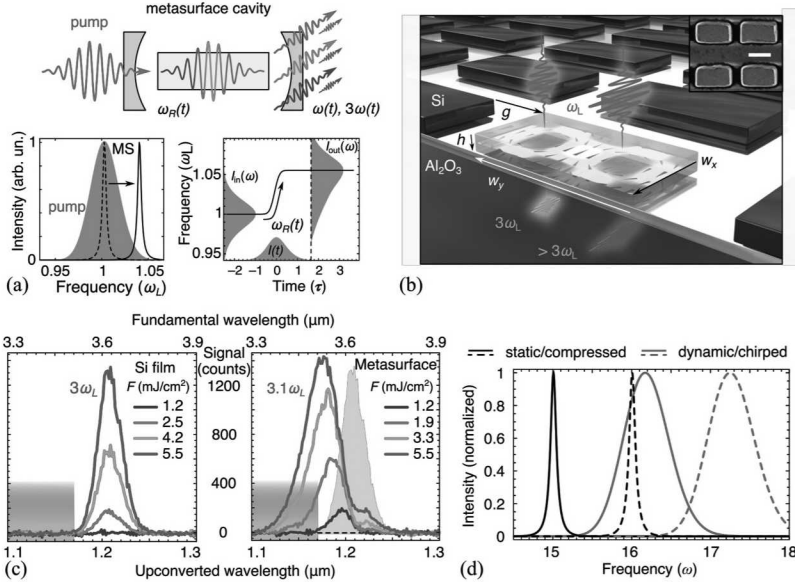 metasurface cavity
pump
ω_R(t)
ω(t), 3ω(t)
Intensity (arb. un.)
1
0
pump
MS
0.95
1
1.05
Frequency (ω_L)
Frequency (ω_L)
1.05
1
0.95
I_in(ω)
I_out(ω)
ω_R(t)
I(t)
−2 −1 0 1 2 3
Time (τ)
(a)
Si
g
ω_L
h
Al₂O₃
w_y
w_x
3ω_L
> 3ω_L
(b)
Fundamental wavelength (μm)
3.3 3.6 3.9
3.3 3.6 3.9
Signal
(counts)
1200
800
400
0
3ω_L
Si film
F (mJ/cm²)
1.2
2.5
4.2
5.5
3.1ω_L
Metasurface
F (mJ/cm²)
1.2
1.9
3.3
5.5
1.1 1.2 1.3
1.1 1.2 1.3
Upconverted wavelength (μm)
(c)
static/compressed
dynamic/chirped
Intensity (normalized)
1
0.8
0.6
0.4
0.2
0
15 16 17 18
Frequency (ω)
(d)